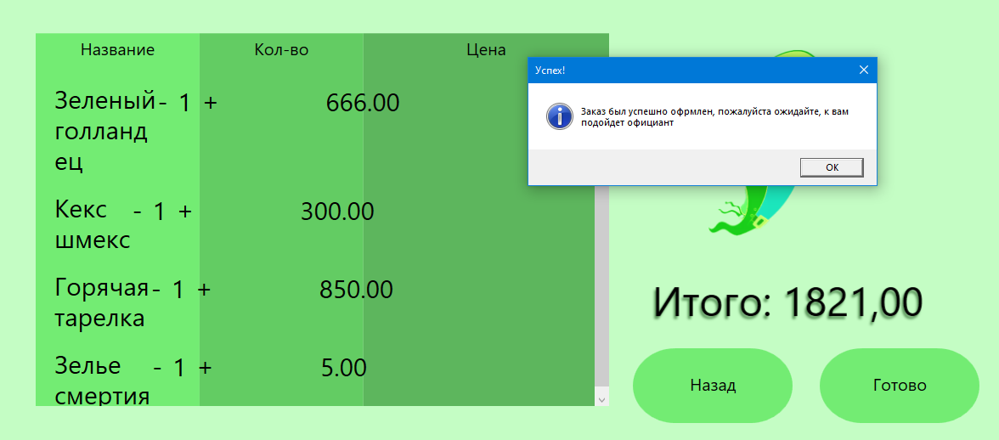 Название Кол-во Цена
Успех!
Заказ был успешно офрмлен, пожалуйста ожидайте, к вам
подойдет официант
OK
Зеленый - 1 + 666.00
голланд
ец
Кекс - 1 + 300.00
шмекс
Горячая - 1 + 850.00
тарелка
Зелье - 1 + 5.00
смертия
Итого: 1821,00
Назад Готово